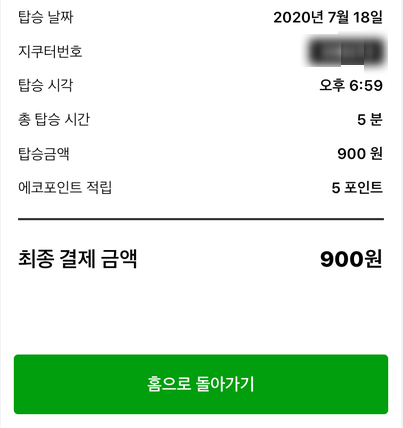 탑승 날짜 2020년 7월 18일
지쿠터번호
탑승 시각 오후 6:59
총 탑승 시간 5 분
탑승금액 900 원
에코포인트 적립 5 포인트
최종 결제 금액 900원
홈으로 돌아가기